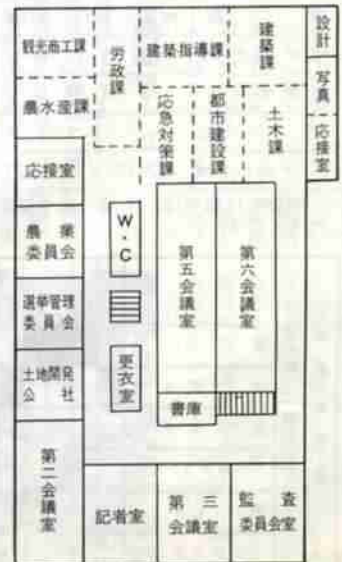 観光商工課
労政課
建築指導課
建築課
設計
写真
応接室
農水産課
応急対策課
都市建設課
土木課
応接室
農業
委員会
W・C
第五会議室
第六会議室
選挙管理
委員会
土地開発
公社
更衣室
書庫
第二会議室
記者室
第三
会議室
監査
委員会室